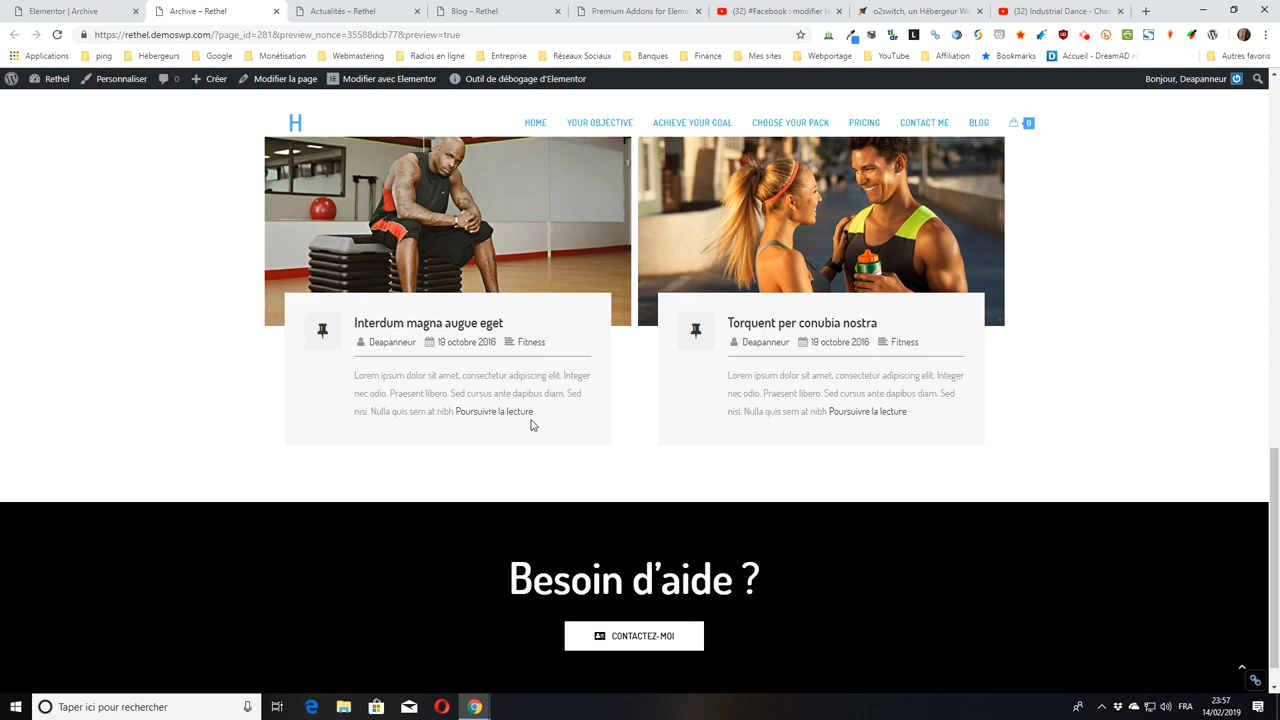 Elementor | Archive
Archive – Rethel
Actualités – Rethel
Blog – Rethel
Premium Addons for Eleme
(32) #Facebook : modifier l
o2switch, un Hébergeur We
(32) Industrial Dance - Cha
https://rethel.demoswp.com/?page_id=281&preview_nonce=35588dcb77&preview=true
Applications
ping
Hébergeurs
Google
Monétisation
Webmastering
Radios en ligne
Entreprise
Réseaux Sociaux
Banques
Finance
Mes sites
Webportage
YouTube
Affiliation
Bookmarks
Accueil - DreamAD
Autres favoris
Rethel
Personnaliser
0
Créer
Modifier la page
Modifier avec Elementor
Outil de débogage d'Elementor
Bonjour, Deapanneur
H
HOME
YOUR OBJECTIVE
ACHIEVE YOUR GOAL
CHOOSE YOUR PACK
PRICING
CONTACT ME
BLOG
0
Interdum magna augue eget
Deapanneur 19 octobre 2016 Fitness
Lorem ipsum dolor sit amet, consectetur adipiscing elit. Integer
nec odio. Praesent libero. Sed cursus ante dapibus diam. Sed
nisi. Nulla quis sem at nibh Poursuivre la lecture
Torquent per conubia nostra
Deapanneur 19 octobre 2016 Fitness
Lorem ipsum dolor sit amet, consectetur adipiscing elit. Integer
nec odio. Praesent libero. Sed cursus ante dapibus diam. Sed
nisi. Nulla quis sem at nibh Poursuivre la lecture
Besoin d'aide ?
CONTACTEZ-MOI
Taper ici pour rechercher
FRA
23:57
14/02/2019